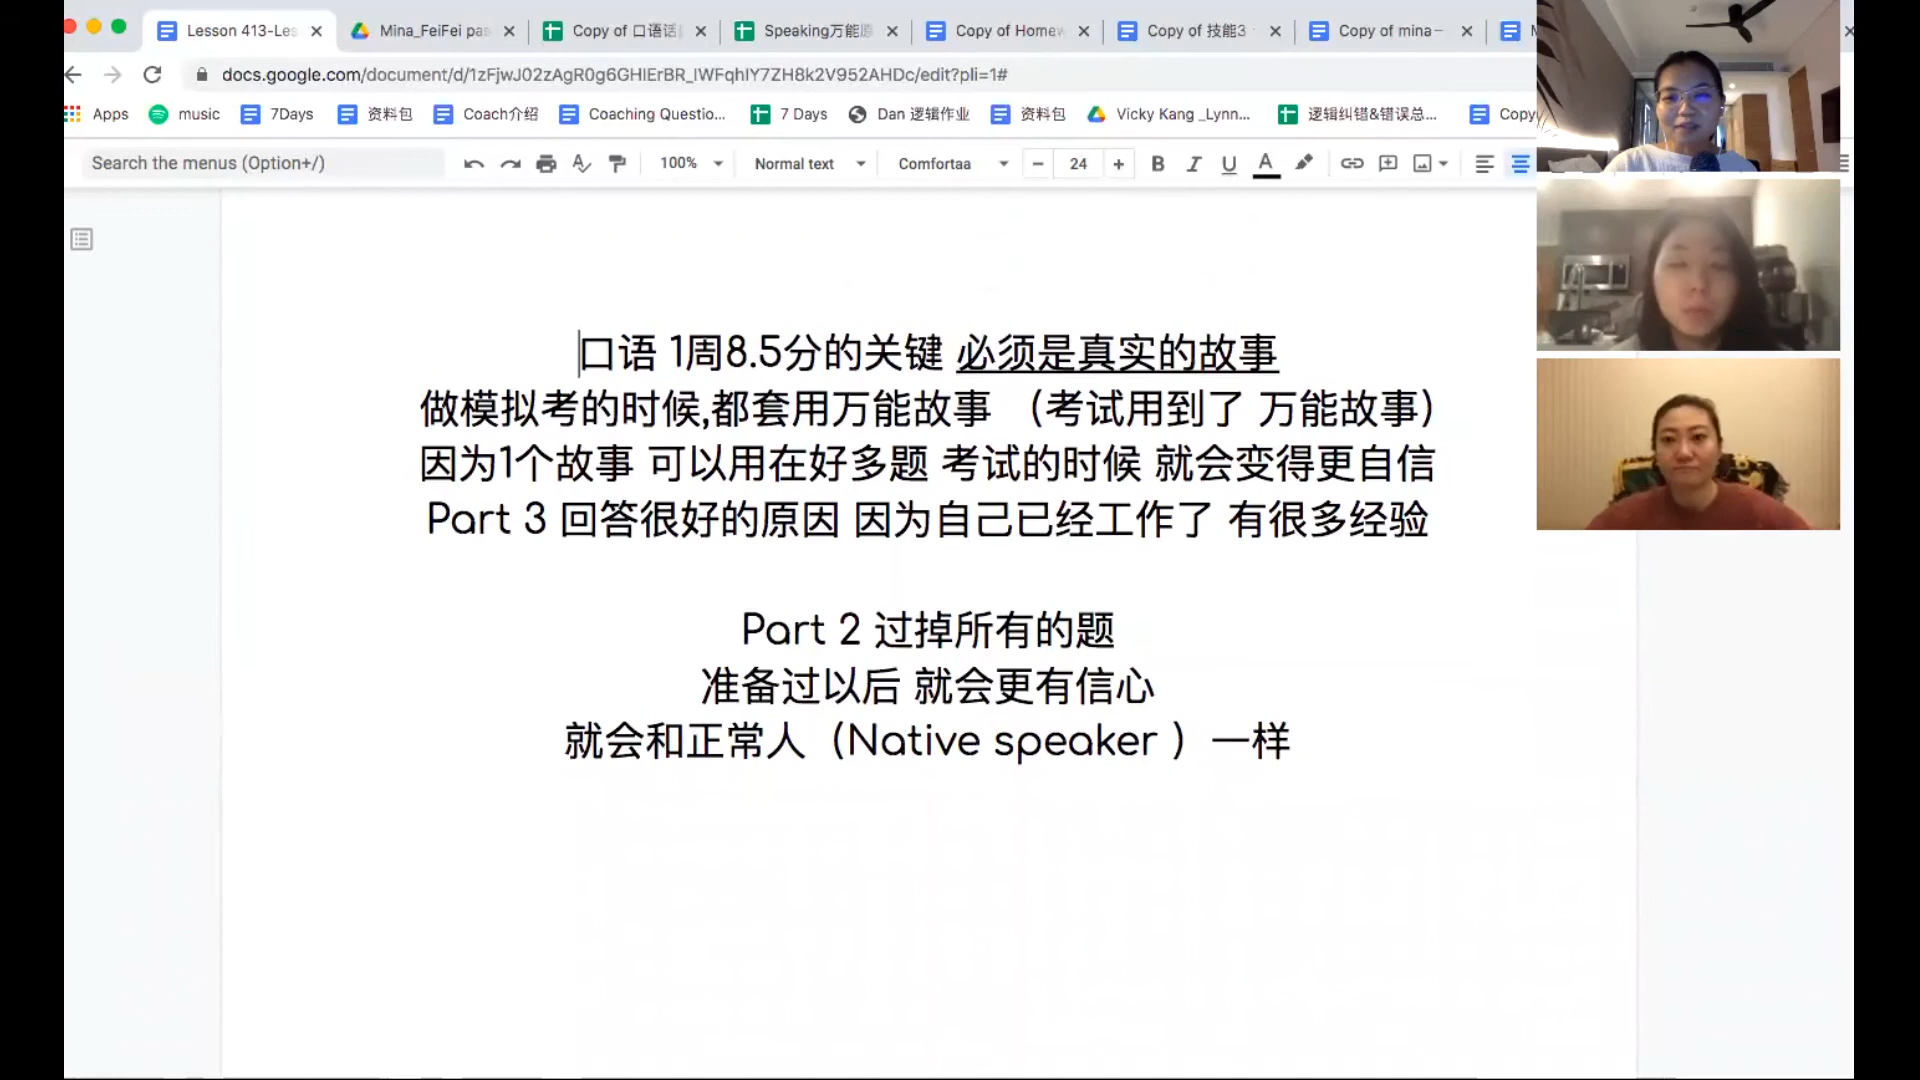 Lesson 413-Les
Mina_FeiFei pas
Copy of 口语话
Speaking万能
Copy of Homew
Copy of 技能3
Copy of mina
docs.google.com/document/d/1zFjwJ02zAgR0g6GHIErBR_IWFqhIY7ZH8k2V952AHDc/edit?pli=1#
Apps music 7Days 资料包 Coach介绍 Coaching Questio... 7 Days Dan 逻辑作业 资料包 Vicky Kang _Lynn... 逻辑纠错&错误总... Copy
Search the menus (Option+/) 100% Normal text Comfortaa − 24 + B I U A
口语 1周8.5分的关键 必须是真实的故事
做模拟考的时候,都套用万能故事 （考试用到了 万能故事）
因为1个故事 可以用在好多题 考试的时候 就会变得更自信
Part 3 回答很好的原因 因为自己已经工作了 有很多经验
Part 2 过掉所有的题
准备过以后 就会更有信心
就会和正常人（Native speaker ）一样